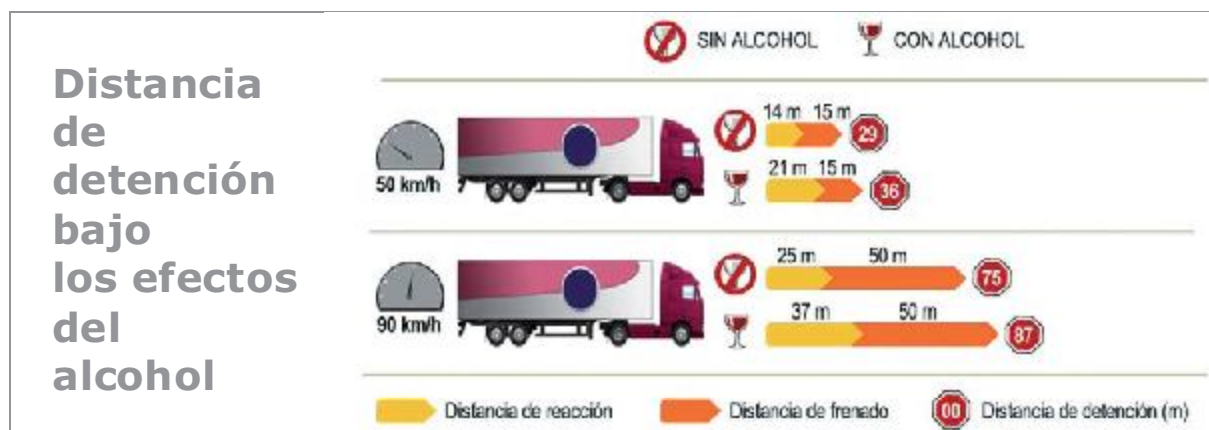 Distancia
de
detención
bajo
los efectos
del
alcohol
SIN ALCOHOL CON ALCOHOL
50 km/h
14 m 15 m
29
21 m 15 m
36
90 km/h
25 m 50 m
75
37 m 50 m
87
Distancia de reacción Distancia de frenado 00 Distancia de detención (m)